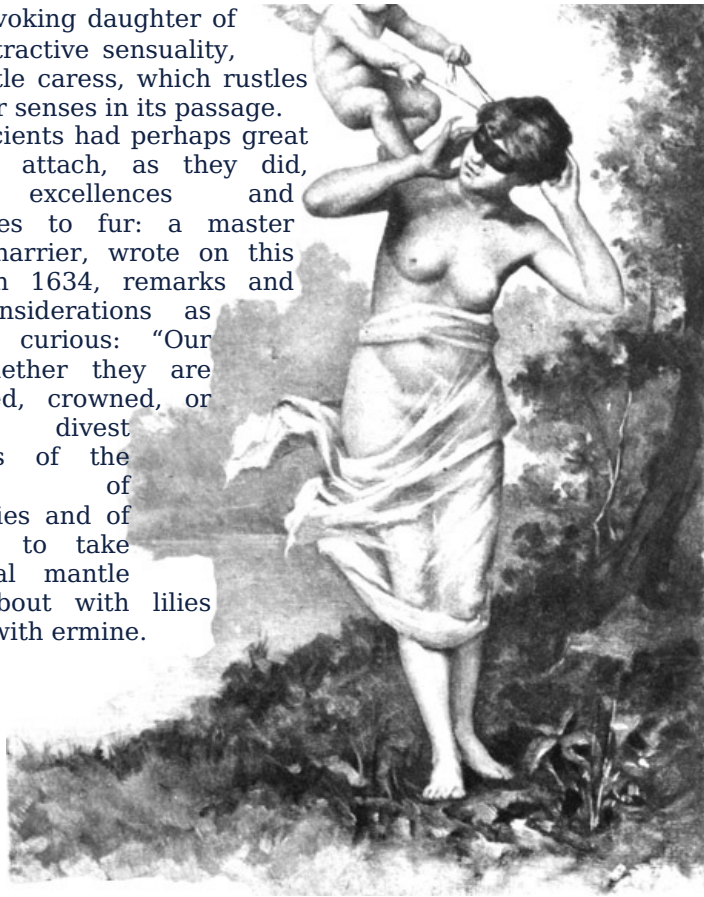 voking daughter of
tractive sensuality,
tle caress, which rustles
r senses in its passage.
cients had perhaps great
attach, as they did,
excellences and
es to fur: a master
harrier, wrote on this
n 1634, remarks and
nsiderations as
curious: “Our
ether they are
ed, crowned, or
divest
s of the
of
ies and of
to take
al mantle
bout with lilies
with ermine.